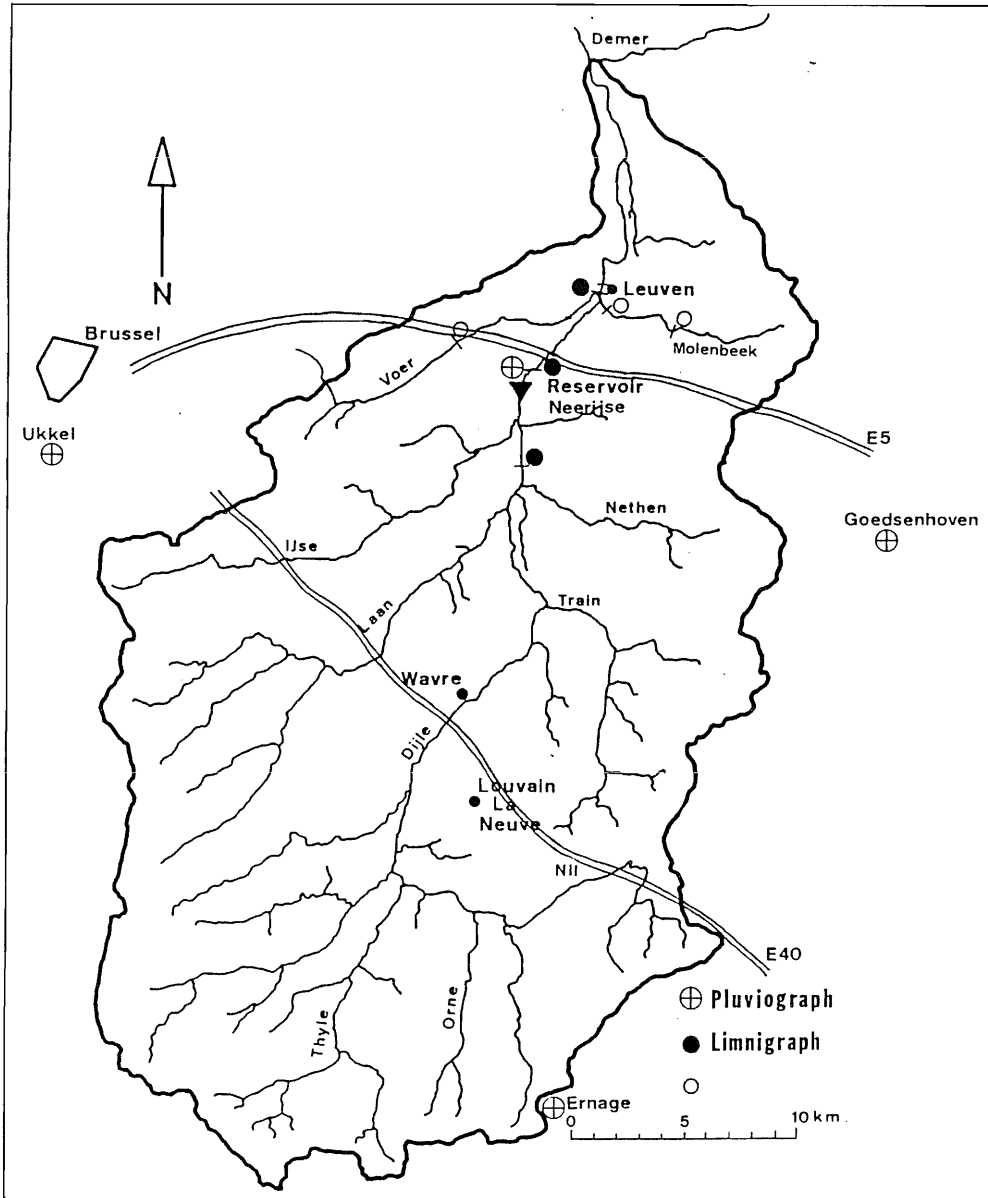 Demer
N
Leuven
Brussel
Molenbeek
Voer
Reservoir
Neerijse
E5
Ukkel
Nethen
Goedsenhoven
IJse
Laan
Train
Wavre
Dijle
Louvain
La
Neuve
Nil
E40
Pluviograph
Orne
Thyle
Limnigraph
Ernage
0 5 10 km.